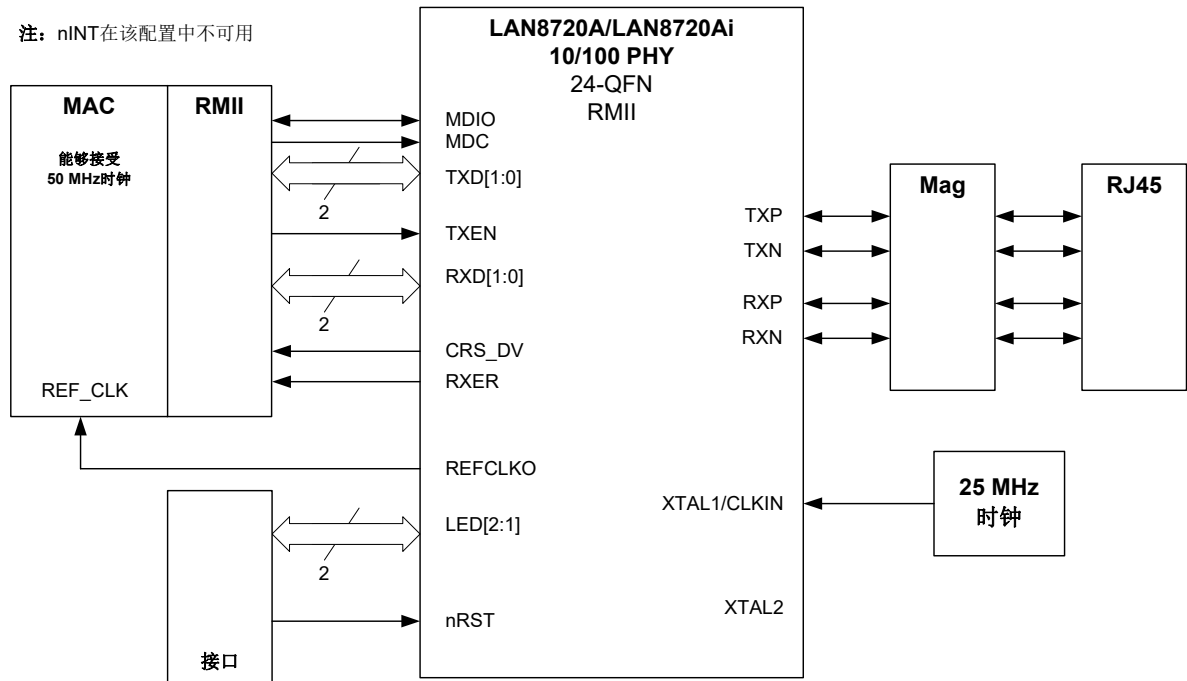 注：nINT在该配置中不可用
LAN8720A/LAN8720Ai
10/100 PHY
24-QFN
RMII
MAC
RMII
能够接受
50 MHz时钟
REF_CLK
MDIO
MDC
TXD[1:0]
2
TXEN
RXD[1:0]
2
CRS_DV
RXER
REFCLKO
LED[2:1]
2
nRST
接口
TXP
TXN
RXP
RXN
Mag
RJ45
XTAL1/CLKIN
25 MHz
时钟
XTAL2